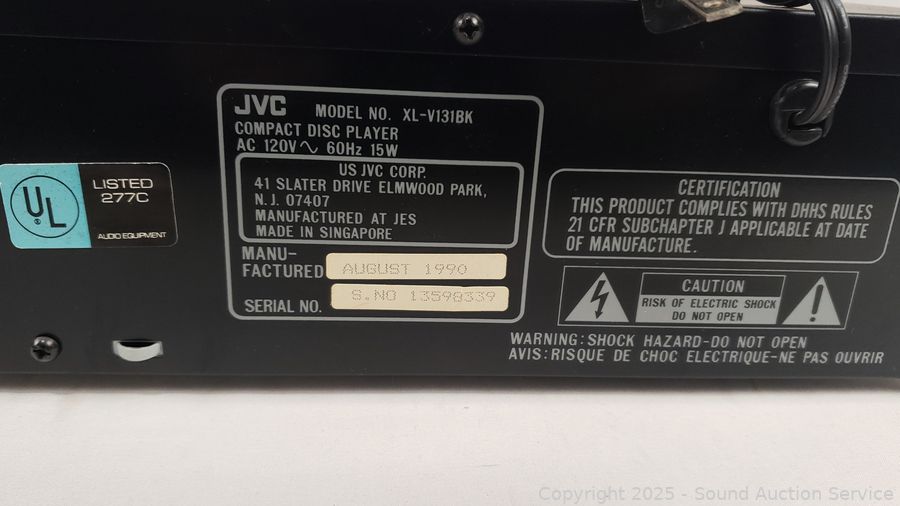 JVC MODEL NO. XL-V131BK
COMPACT DISC PLAYER
AC 120V∿ 60Hz 15W
US JVC CORP.
41 SLATER DRIVE ELMWOOD PARK,
N.J. 07407
MANUFACTURED AT JES
MADE IN SINGAPORE
MANU-
FACTURED AUGUST 1990
SERIAL NO. S.NO 13598339
UL
®
LISTED
277C
AUDIO EQUIPMENT
CERTIFICATION
THIS PRODUCT COMPLIES WITH DHHS RULES
21 CFR SUBCHAPTER J APPLICABLE AT DATE
OF MANUFACTURE.
CAUTION
RISK OF ELECTRIC SHOCK
DO NOT OPEN
WARNING:SHOCK HAZARD-DO NOT OPEN
AVIS:RISQUE DE CHOC ELECTRIQUE-NE PAS OUVRIR
Copyright 2025 - Sound Auction Service